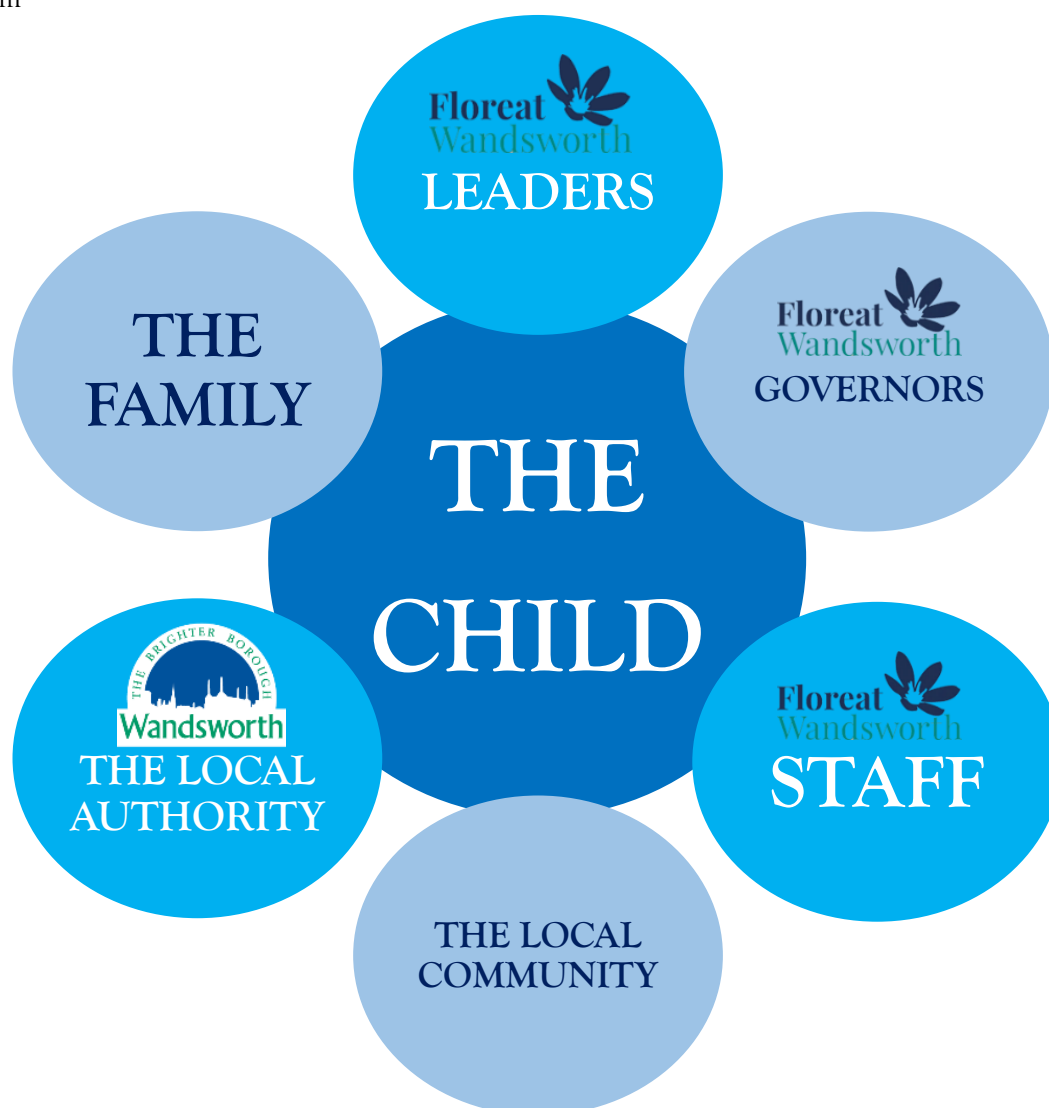 Floreat
Wandsworth
LEADERS
THE
FAMILY
Floreat
Wandsworth
GOVERNORS
THE
CHILD
THE BRIGHTER BOROUGH
Wandsworth
THE LOCAL
AUTHORITY
Floreat
Wandsworth
STAFF
THE LOCAL
COMMUNITY